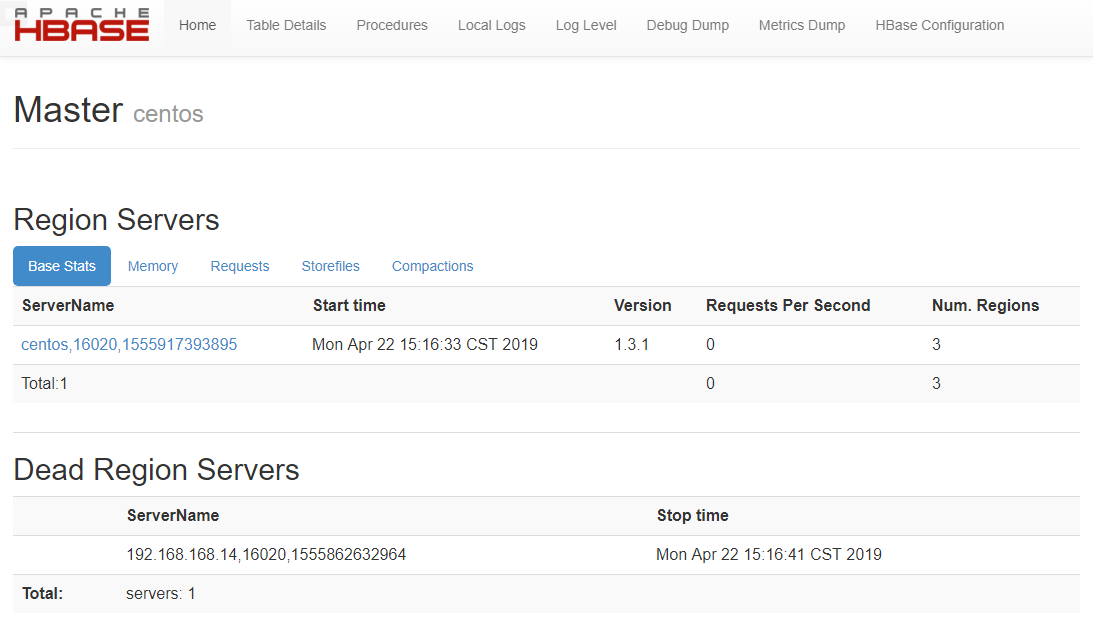 APACHE
HBASE
Home Table Details Procedures Local Logs Log Level Debug Dump Metrics Dump HBase Configuration
Master centos
Region Servers
Base Stats Memory Requests Storefiles Compactions
ServerName Start time Version Requests Per Second Num. Regions
centos,16020,1555917393895 Mon Apr 22 15:16:33 CST 2019 1.3.1 0 3
Total:1 0 3
Dead Region Servers
ServerName Stop time
192.168.168.14,16020,1555862632964 Mon Apr 22 15:16:41 CST 2019
Total: servers: 1